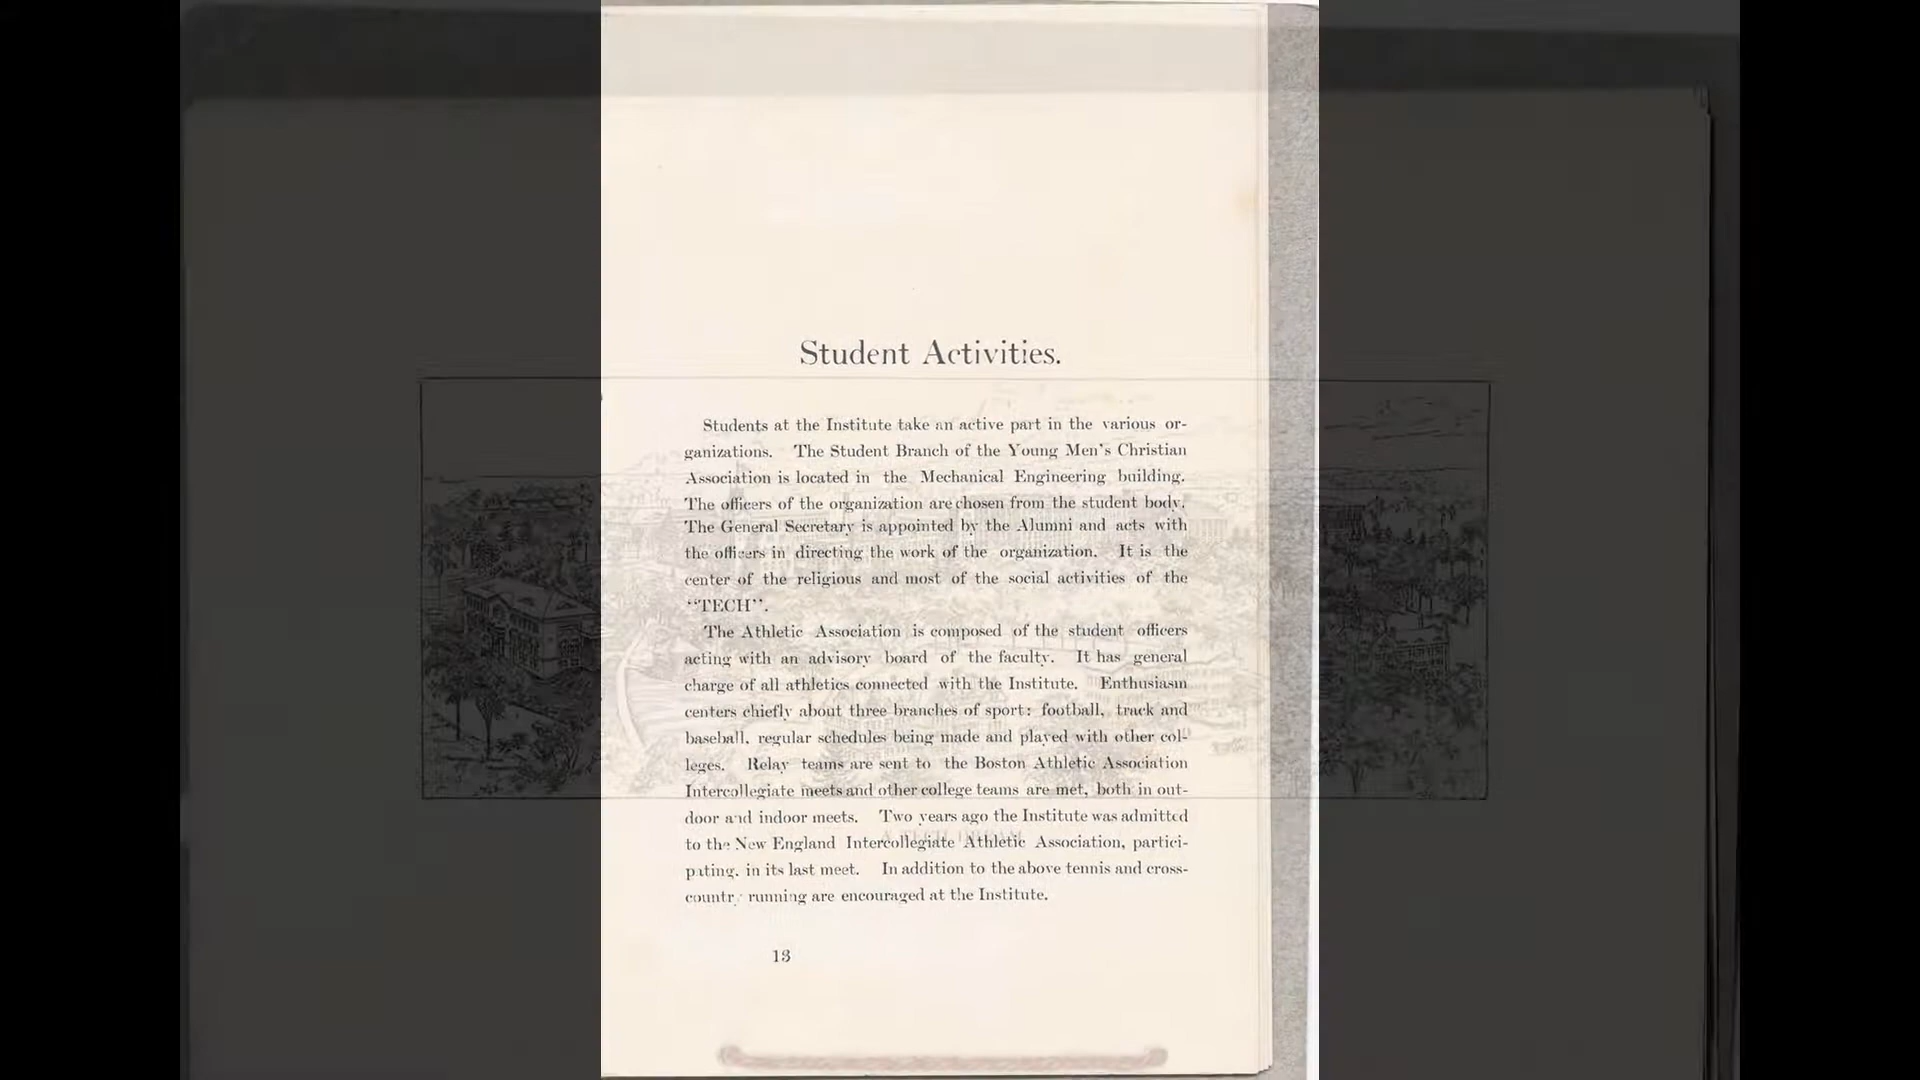 Student Activities.
Students at the Institute take an active part in the various or-
ganizations. The Student Branch of the Young Men's Christian
Association is located in the Mechanical Engineering building.
The officers of the organization are chosen from the student body.
The General Secretary is appointed by the Alumni and acts with
the officers in directing the work of the organization. It is the
center of the religious and most of the social activities of the
“TECH”.
The Athletic Association is composed of the student officers
acting with an advisory board of the faculty. It has general
charge of all athletics connected with the Institute. Enthusiasm
centers chiefly about three branches of sport: football, track and
baseball, regular schedules being made and played with other col-
leges. Relay teams are sent to the Boston Athletic Association
Intercollegiate meets and other college teams are met, both in out-
door and indoor meets. Two years ago the Institute was admitted
to the New England Intercollegiate Athletic Association, partici-
pating. in its last meet. In addition to the above tennis and cross-
country running are encouraged at the Institute.
13